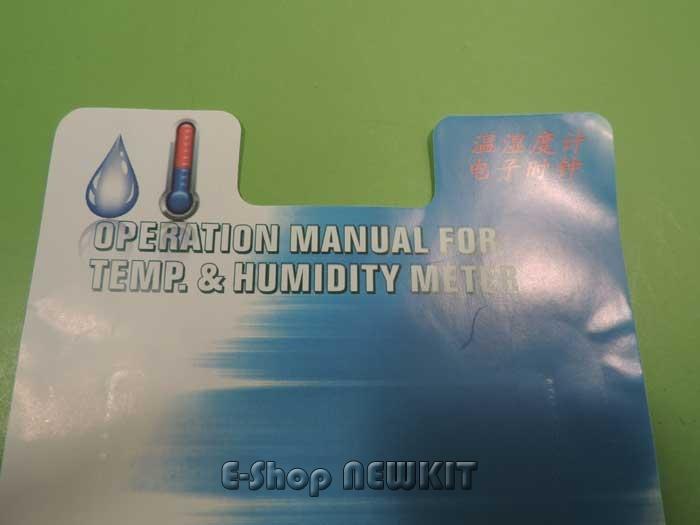 温湿度计
电子时钟
OPERATION MANUAL FOR
TEMP. & HUMIDITY METER
E-Shop NEWKIT